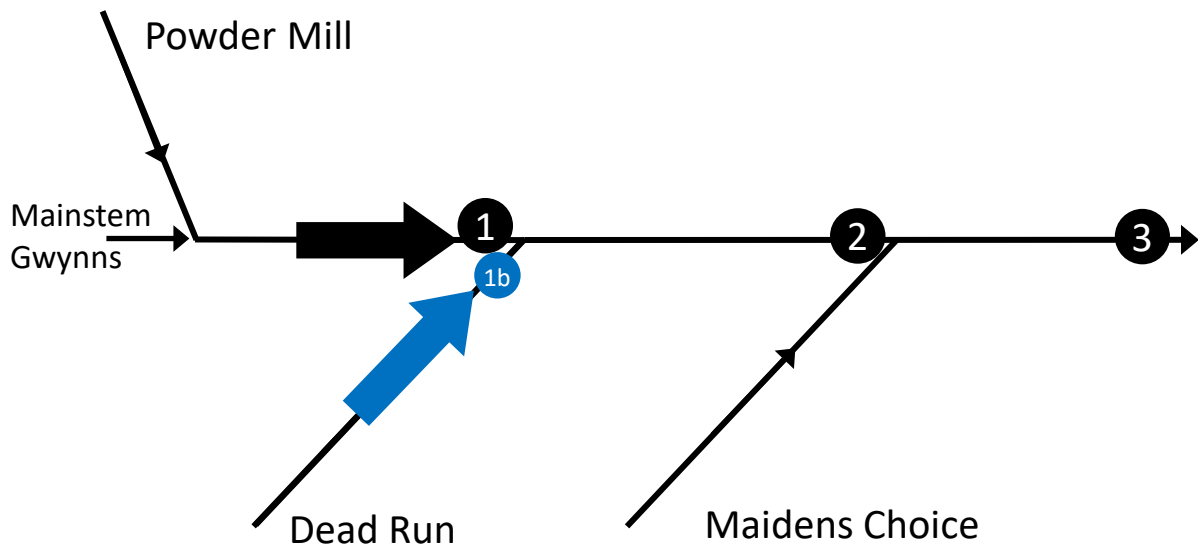 Powder Mill
Mainstem
Gwynns
1
2
3
1b
Dead Run
Maidens Choice